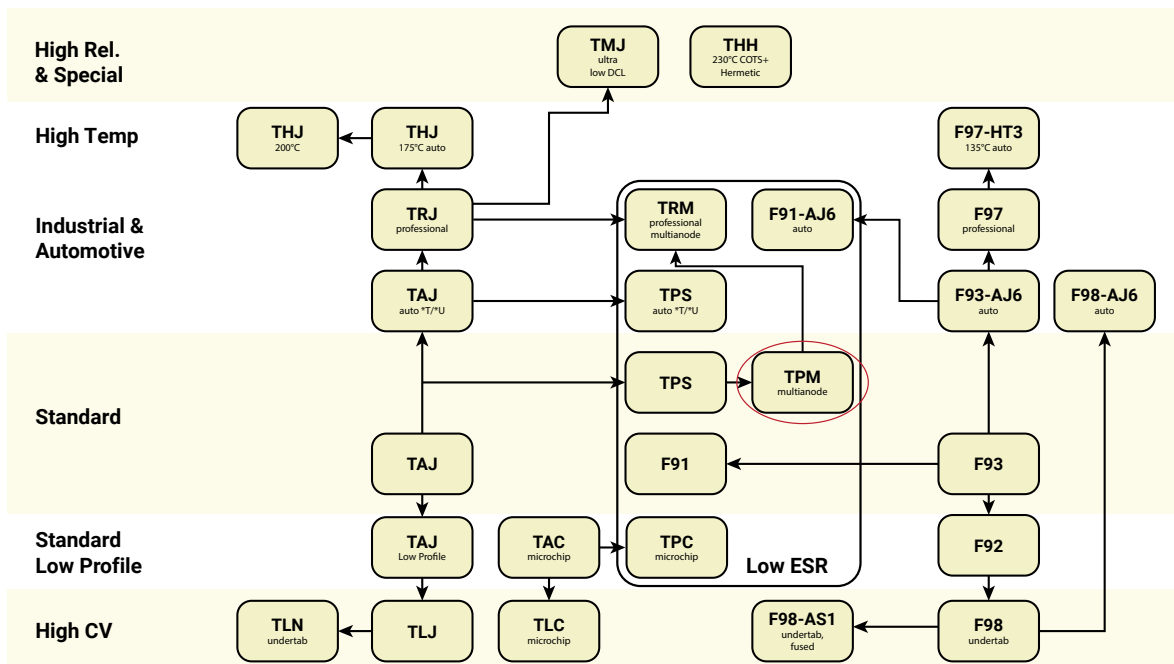 High Rel.
& Special
TMJ
ultra
low DCL
THH
230°C COTS+
Hermetic
High Temp
THJ
200°C
THJ
175°C auto
F97-HT3
135°C auto
Industrial &
Automotive
TRJ
professional
TRM
professional
multianode
F91-AJ6
auto
F97
professional
TAJ
auto *T/*U
TPS
auto *T/*U
F93-AJ6
auto
F98-AJ6
auto
Standard
TPS
TPM
multianode
TAJ
F91
F93
Standard
Low Profile
TAJ
Low Profile
TAC
microchip
TPC
microchip
Low ESR
F92
High CV
TLN
undertab
TLJ
TLC
microchip
F98-AS1
undertab,
fused
F98
undertab